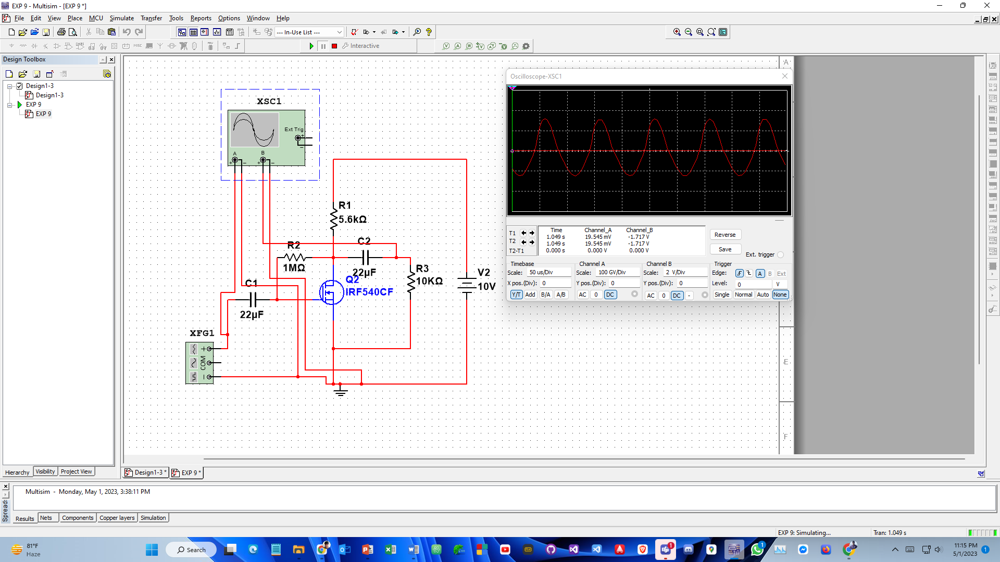 EXP 9 - Multisim - [EXP 9 *]
File Edit View Place MCU Simulate Transfer Tools Reports Options Window Help
--- In-Use List ---
Interactive
Design Toolbox
Design1-3
Design1-3
EXP 9
EXP 9
Hierarchy Visibility Project View
XSC1
Ext Trig
A
B
R1
5.6kΩ
R2
1MΩ
C2
22µF
R3
10KΩ
Q2
IRF540CF
V2
10V
C1
22µF
XFG1
COM
A
E
F
Oscilloscope-XSC1
Time Channel_A Channel_B
T1 1.049 s 19.545 mV -1.717 V
T2 1.049 s 19.545 mV -1.717 V
T2-T1 0.000 s 0.000 V 0.000 V
Reverse
Save
Ext. trigger
Timebase
Scale: 50 us/Div
X pos.(Div): 0
Y/T Add B/A A/B
Channel A
Scale: 100 GV/Div
Y pos.(Div): 0
AC 0 DC
Channel B
Scale: 2 V/Div
Y pos.(Div): 0
AC 0 DC -
Trigger
Edge: A B Ext
Level: 0 V
Single Normal Auto None
Design1-3 * EXP 9 *
Multisim - Monday, May 1, 2023, 3:38:11 PM
Results Nets Components Copper layers Simulation
EXP 9: Simulating... Tran: 1.049 s
81°F
Haze
Search
11:15 PM
5/1/2023